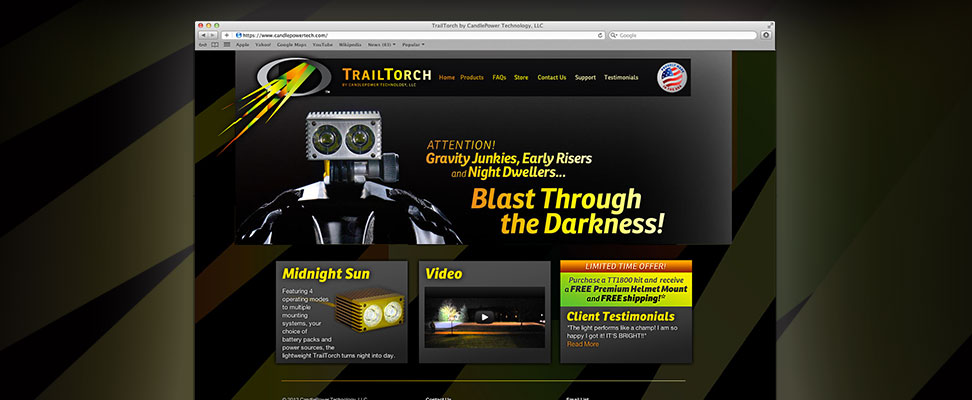 TrailTorch by CandlePower Technology, LLC
https://www.candlepowertech.com/
Google
Apple Yahoo! Google Maps YouTube Wikipedia News (45) Popular
TRAILTORCH
BY CANDLEPOWER TECHNOLOGY, LLC
Home Products FAQs Store Contact Us Support Testimonials
TM
ATTENTION!
Gravity Junkies, Early Risers
and Night Dwellers...
Blast Through
the Darkness!
Midnight Sun
Featuring 4
operating modes
to multiple
mounting
systems, your
choice of
battery packs and
power sources, the
lightweight TrailTorch turns night into day.
Video
LIMITED TIME OFFER!
Purchase a TT1800 kit and receive
a FREE Premium Helmet Mount
and FREE shipping!*
Client Testimonials
"The light performs like a champ! I am so
happy I got it! IT'S BRIGHT!!"
Read More
© 2013 CandlePower Technology, LLC
Contact Us
Email List